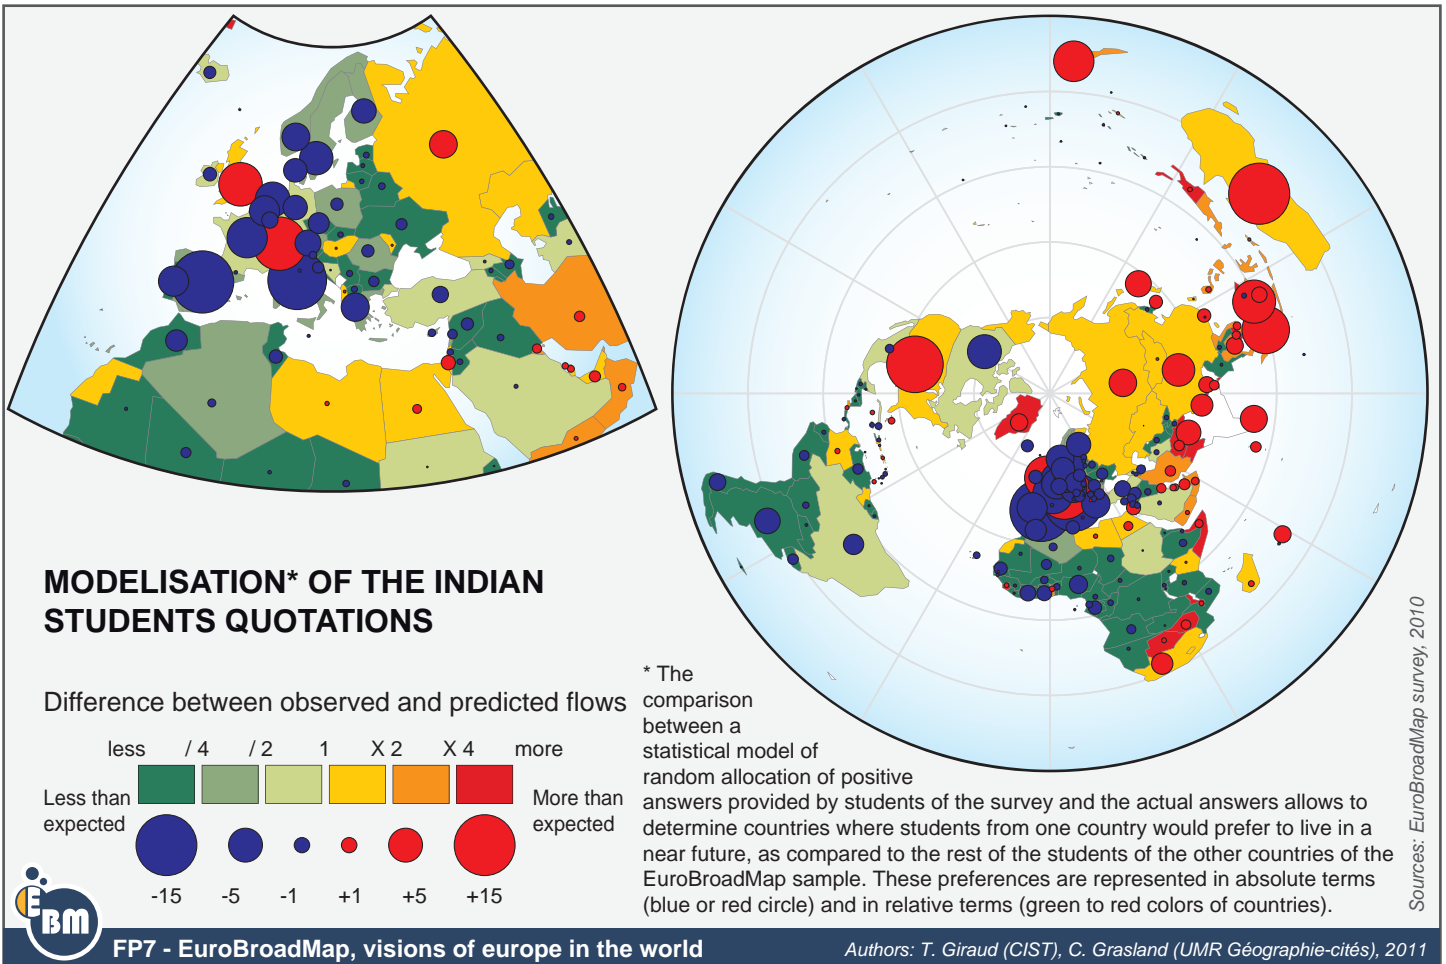 MODELISATION* OF THE INDIAN
STUDENTS QUOTATIONS
Difference between observed and predicted flows
less / 4 / 2 1 X 2 X 4 more
Less than
expected
More than
expected
-15 -5 -1 +1 +5 +15
* The
comparison
between a
statistical model of
random allocation of positive
answers provided by students of the survey and the actual answers allows to
determine countries where students from one country would prefer to live in a
near future, as compared to the rest of the students of the other countries of the
EuroBroadMap sample. These preferences are represented in absolute terms
(blue or red circle) and in relative terms (green to red colors of countries).
Sources: EuroBroadMap survey, 2010
EBM
FP7 - EuroBroadMap, visions of europe in the world
Authors: T. Giraud (CIST), C. Grasland (UMR Géographie-cités), 2011